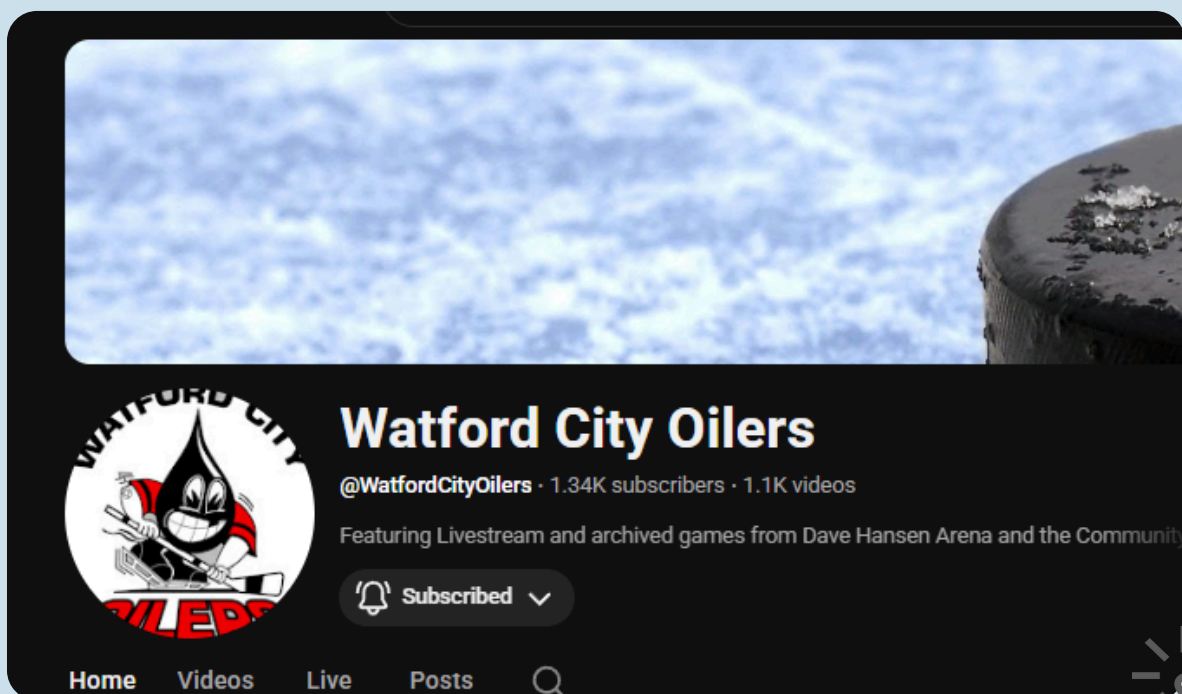 WATFORD CITY
OILERS
Watford City Oilers
@WatfordCityOilers · 1.34K subscribers · 1.1K videos
Featuring Livestream and archived games from Dave Hansen Arena and the Community
Subscribed
Home Videos Live Posts